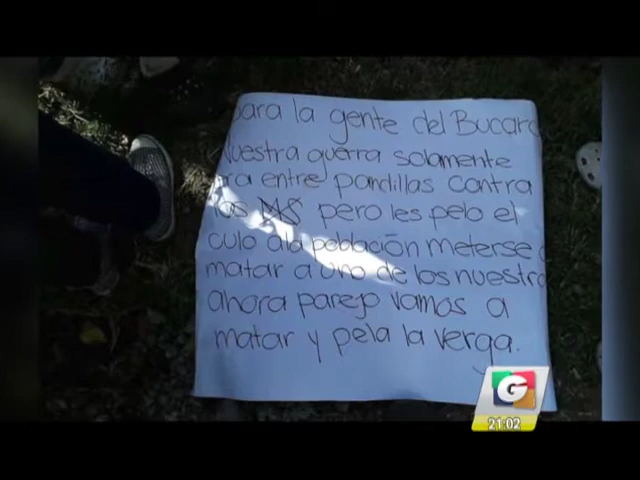 para la gente del Bucaro
Nuestra guerra solamente
era entre pandillas contra
los MS pero les pelo el
culo ala población meterse a
matar a uno de los nuestro
ahora parejo vamos a
matar y pela la verga.
G
21:02